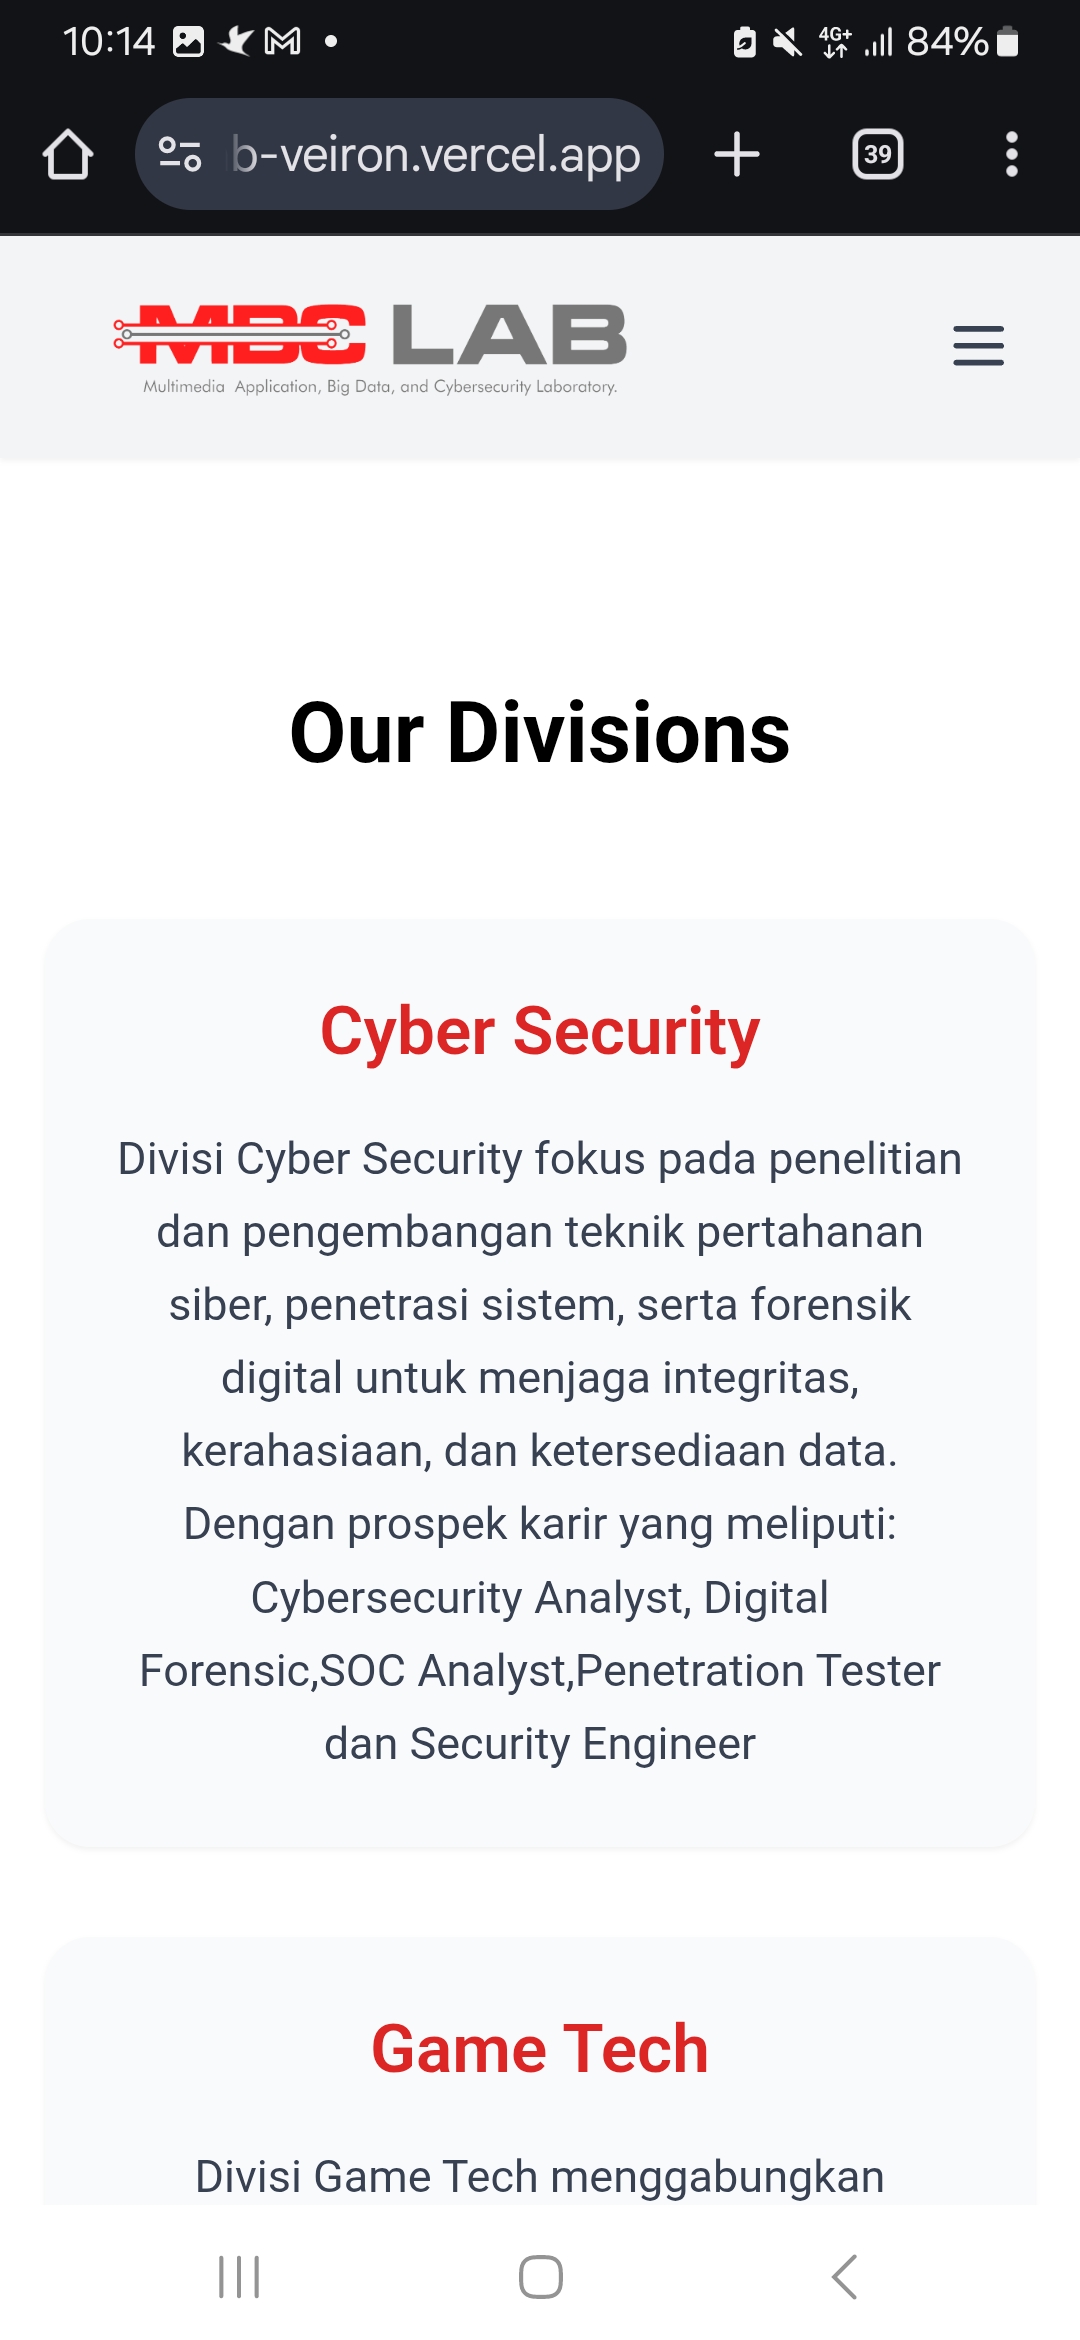 10:14
4G+
84%
b-veiron.vercel.app
39
MBC LAB
Multimedia Application, Big Data, and Cybersecurity Laboratory.
Our Divisions
Cyber Security
Divisi Cyber Security fokus pada penelitian
dan pengembangan teknik pertahanan
siber, penetrasi sistem, serta forensik
digital untuk menjaga integritas,
kerahasiaan, dan ketersediaan data.
Dengan prospek karir yang meliputi:
Cybersecurity Analyst, Digital
Forensic,SOC Analyst,Penetration Tester
dan Security Engineer
Game Tech
Divisi Game Tech menggabungkan